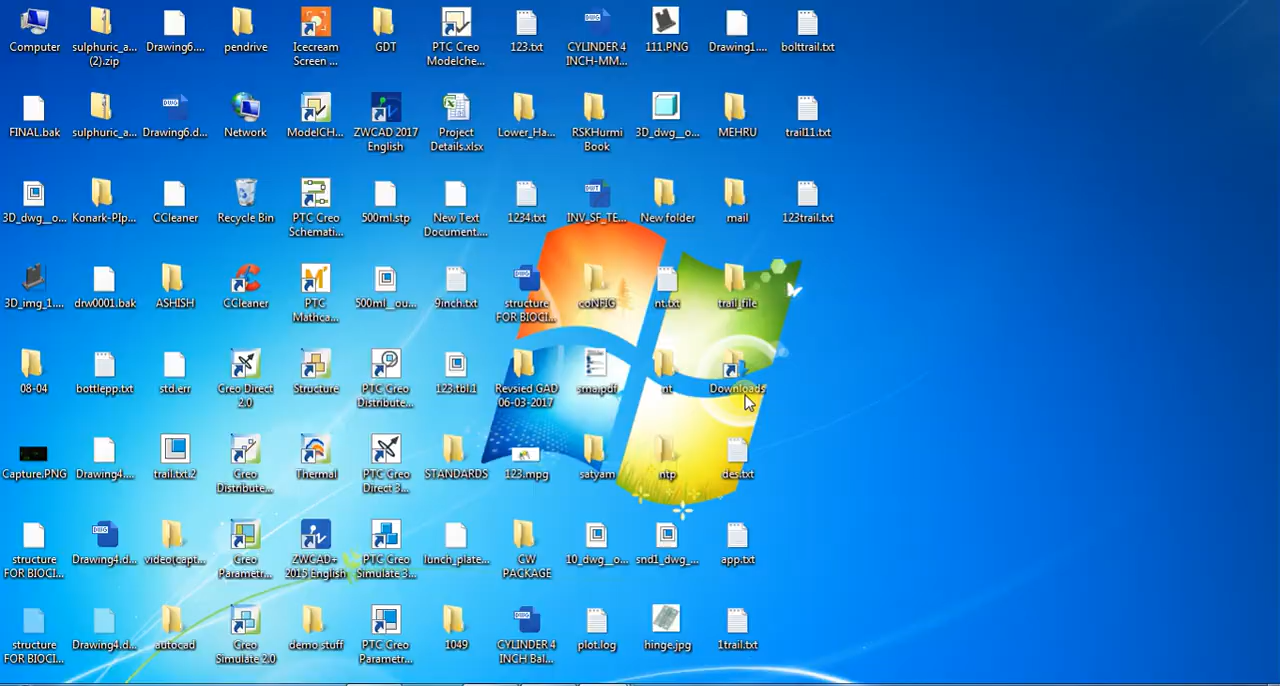 Computer
sulphuric_a...
(2).zip
Drawing6....
pendrive
Icecream
Screen ...
GDT
PTC Creo
Modelche...
123.txt
CYLINDER 4
INCH-MM...
111.PNG
Drawing1....
bolttrail.txt
FINAL.bak
sulphuric_a...
Drawing6.d...
Network
ModelCH...
ZWCAD 2017
English
Project
Details.xlsx
Lower_Ha...
RSKHurmi
Book
3D_dwg__o...
MEHRU
trail11.txt
3D_dwg__o...
Konark-PIp...
CCleaner
Recycle Bin
PTC Creo
Schemati...
500ml.stp
New Text
Document....
1234.txt
INV_SF_TE...
New folder
mail
123trail.txt
3D_img_1....
drw0001.bak
ASHISH
CCleaner
PTC
Mathca...
500ml__ou...
9inch.txt
structure
FOR BIOCI...
coNFIG
nt.txt
trail_file
08-04
bottlepp.txt
std.err
Creo Direct
2.0
Structure
PTC Creo
Distribute...
123.tbl.1
Revsied GAD
06-03-2017
sma.pdf
nt
Downloads
Capture.PNG
Drawing4....
trail.txt.2
Creo
Distribute...
Thermal
PTC Creo
Direct 3...
STANDARDS
123.mpg
satyam
ntp
des.txt
structure
FOR BIOCI...
Drawing4.d...
video(capt...
Creo
Parametr...
ZWCAD+
2015 English
PTC Creo
Simulate 3...
lunch_plate...
CW
PACKAGE
10_dwg__o...
snd1_dwg_...
app.txt
structure
FOR BIOCI...
Drawing4.d...
autocad
Creo
Simulate 2.0
demo stuff
PTC Creo
Parametr...
1049
CYLINDER 4
INCH Bal...
plot.log
hinge.jpg
1trail.txt